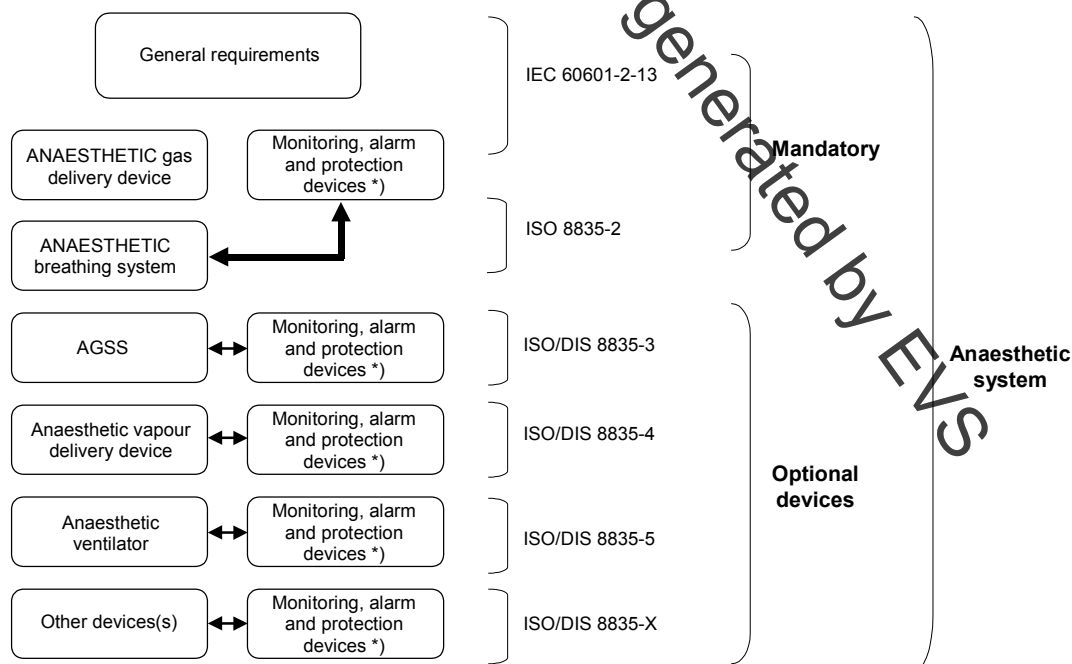 General requirements
IEC 60601-2-13
ANAESTHETIC gas
delivery device
Monitoring, alarm
and protection
devices *)
Mandatory
ANAESTHETIC
breathing system
ISO 8835-2
AGSS
Monitoring, alarm
and protection
devices *)
ISO/DIS 8835-3
Anaesthetic
system
Anaesthetic vapour
delivery device
Monitoring, alarm
and protection
devices *)
ISO/DIS 8835-4
Optional
devices
Anaesthetic
ventilator
Monitoring, alarm
and protection
devices *)
ISO/DIS 8835-5
Other devices(s)
Monitoring, alarm
and protection
devices *)
ISO/DIS 8835-X
generated by EVS